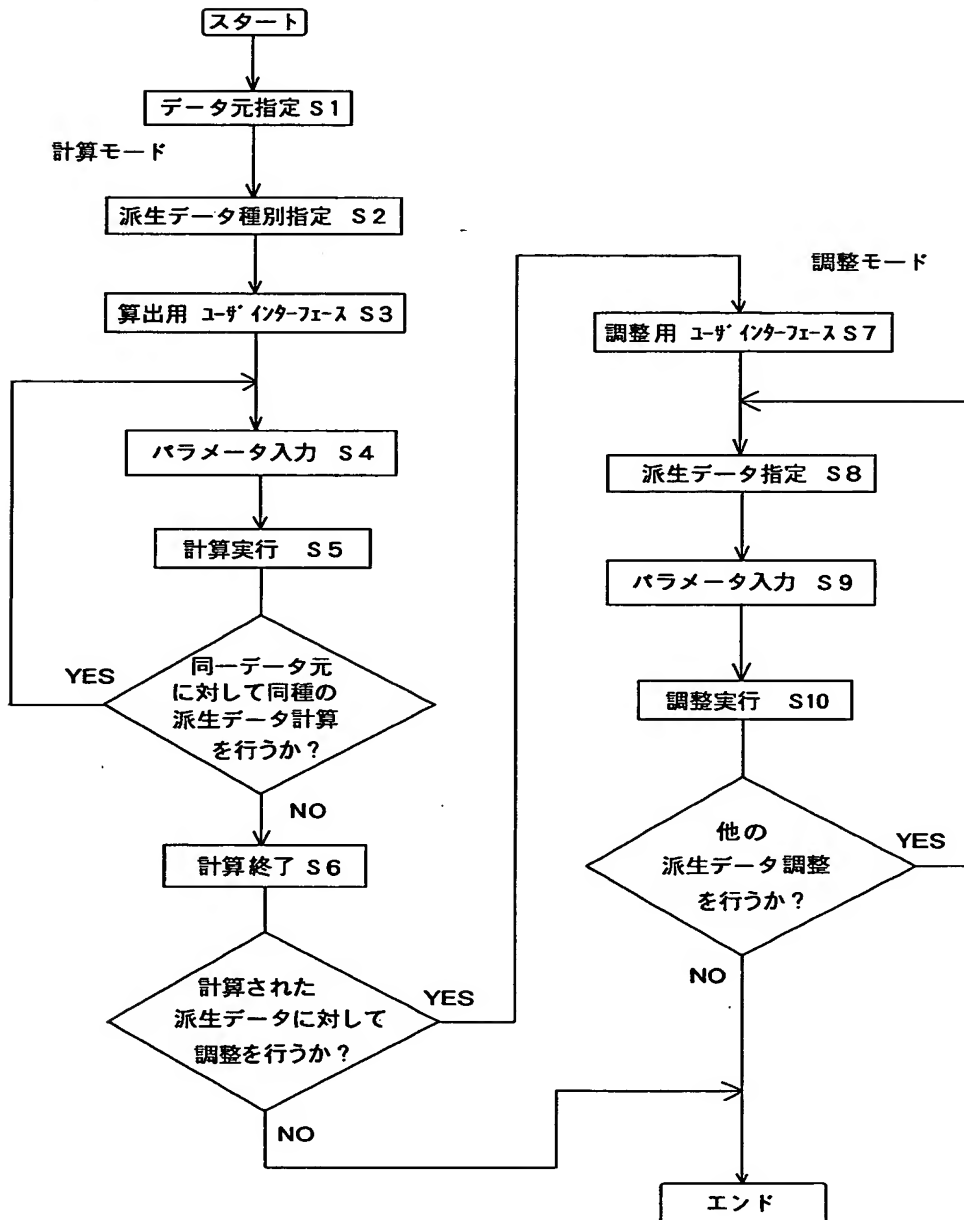 スタート
データ元指定 S1
計算モード
派生データ種別指定 S2
算出用 ﾕｰｻﾞｲﾝﾀｰﾌｪｰｽ S3
パラメータ入力 S4
計算実行 S5
YES
同一データ元
に対して同種の
派生データ計算
を行うか？
NO
計算終了 S6
計算された
派生データに対して
調整を行うか？
YES
NO
調整モード
調整用 ﾕｰｻﾞｲﾝﾀｰﾌｪｰｽ S7
派生データ指定 S8
パラメータ入力 S9
調整実行 S10
他の
派生データ調整
を行うか？
YES
NO
エンド